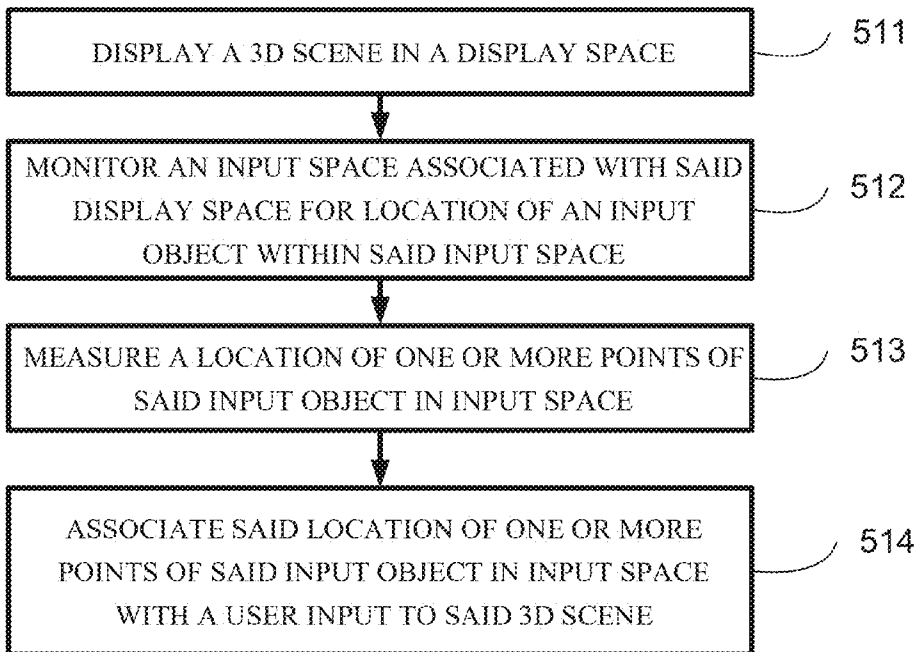 DISPLAY A 3D SCENE IN A DISPLAY SPACE
511
MONITOR AN INPUT SPACE ASSOCIATED WITH SAID
DISPLAY SPACE FOR LOCATION OF AN INPUT
OBJECT WITHIN SAID INPUT SPACE
512
MEASURE A LOCATION OF ONE OR MORE POINTS OF
SAID INPUT OBJECT IN INPUT SPACE
513
ASSOCIATE SAID LOCATION OF ONE OR MORE
POINTS OF SAID INPUT OBJECT IN INPUT SPACE
WITH A USER INPUT TO SAID 3D SCENE
514